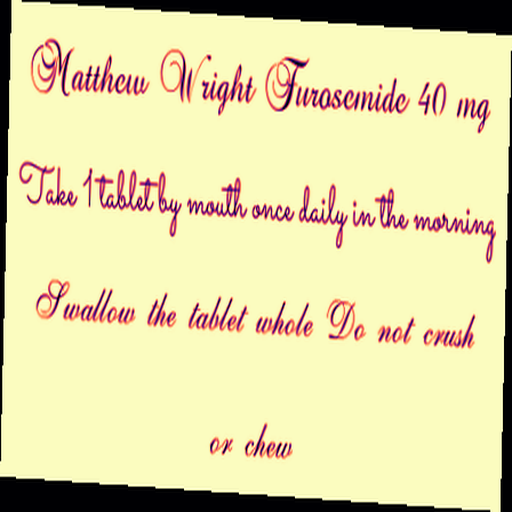 Matthew Wright Furosemide 40 mg
Take 1 tablet by mouth once daily in the morning
Swallow the tablet whole Do not crush
or chew